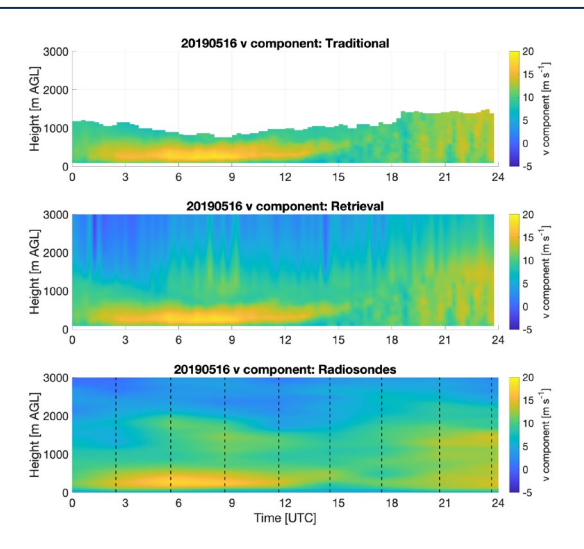 20190516 v component: Traditional
3000
2000
1000
0
Height [m AGL]
0 3 6 9 12 15 18 21 24
20
15
10
5
0
-5
v component [m s⁻¹]
20190516 v component: Retrieval
3000
2000
1000
0
Height [m AGL]
0 3 6 9 12 15 18 21 24
20
15
10
5
0
-5
v component [m s⁻¹]
20190516 v component: Radiosondes
3000
2000
1000
0
Height [m AGL]
0 3 6 9 12 15 18 21 24
Time [UTC]
20
15
10
5
0
-5
v component [m s⁻¹]